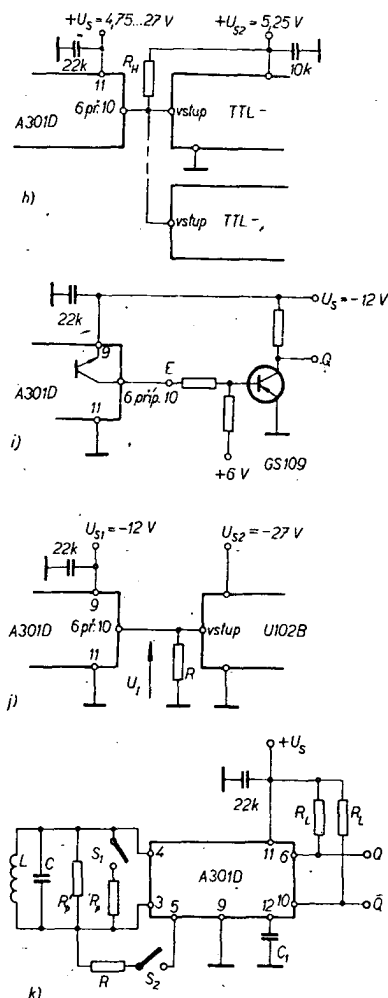 +U_S = 4,75...27 V
+U_S2 = 5,25 V
22k
11
R_H
10k
A301D
6 př. 10
vstup
TTL-
h)
vstup
TTL-
22k
U_S = -12 V
9
Q
E
A301D
6 příp. 10
11
GS109
i)
+6 V
U_S1 = -12 V
U_S2 = -27 V
22k
9
A301D
6 př. 10
vstup
U102B
11
U_I
R
j)
+U_S
22k
R_L
R_L
L
C
S_1
4
11
6
Q
R_p
R_p
A301D
3
5
9
12
10
Q̄
R
S_2
C_1
k)